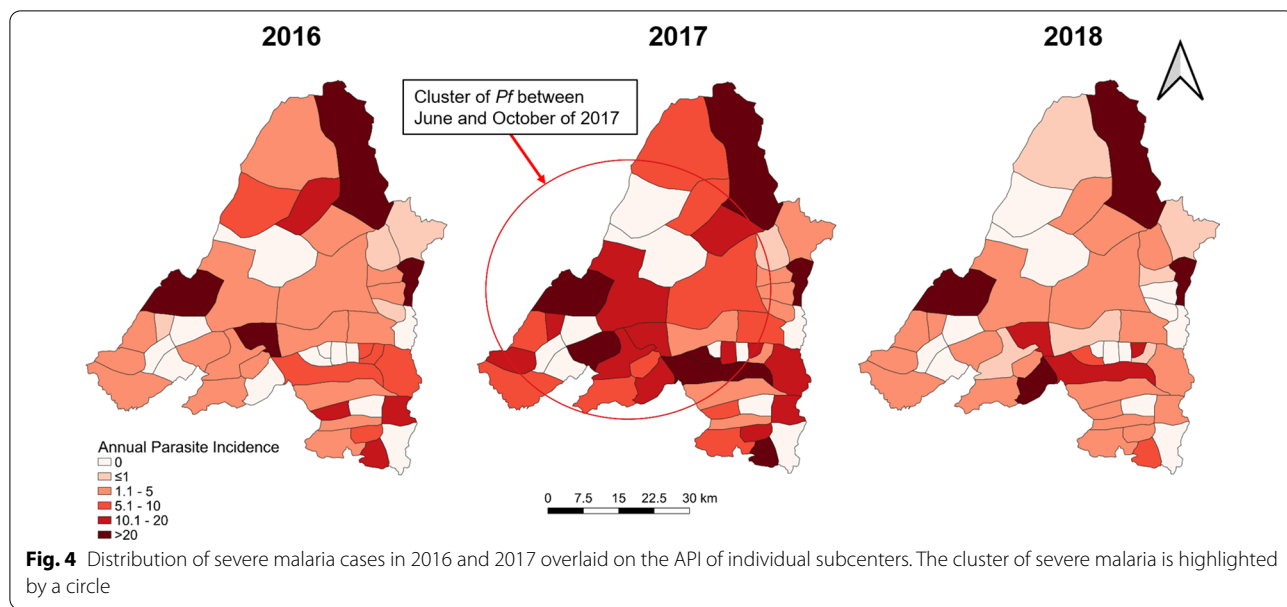 2016
2017
2018
Cluster of Pf between
June and October of 2017
Annual Parasite Incidence
0
≤1
1.1 - 5
5.1 - 10
10.1 - 20
>20
0 7.5 15 22.5 30 km
Fig. 4 Distribution of severe malaria cases in 2016 and 2017 overlaid on the API of individual subcenters. The cluster of severe malaria is highlighted
by a circle